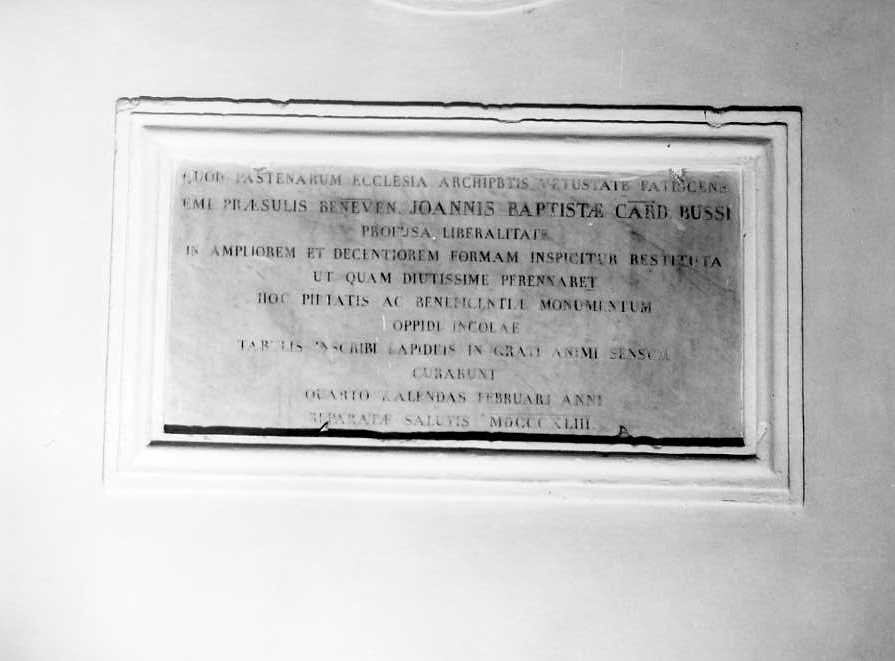 QUOD PASTENARUM ECCLESIA ARCHIPBTIS VETUSTATE FATISCENS
EMI PRÆSULIS BENEVEN. JOANNIS BAPTISTÆ CARD BUSSI
PROFUSA LIBERALITATE
IN AMPLIOREM ET DECENTIOREM FORMAM INSPICITUR RESTITUTA
UT QUAM DIUTISSIME PERENNARET
HOC PIETATIS AC BENEFICENTIÆ MONUMENTUM
OPPIDI INCOLAE
TABULIS INSCRIBI LAPIDEIS IN GRATI ANIMI SENSUM
CURARUNT
QUARTO KALENDAS FEBRUARI ANNI
REPARATÆ SALUTIS MDCCCXLIII